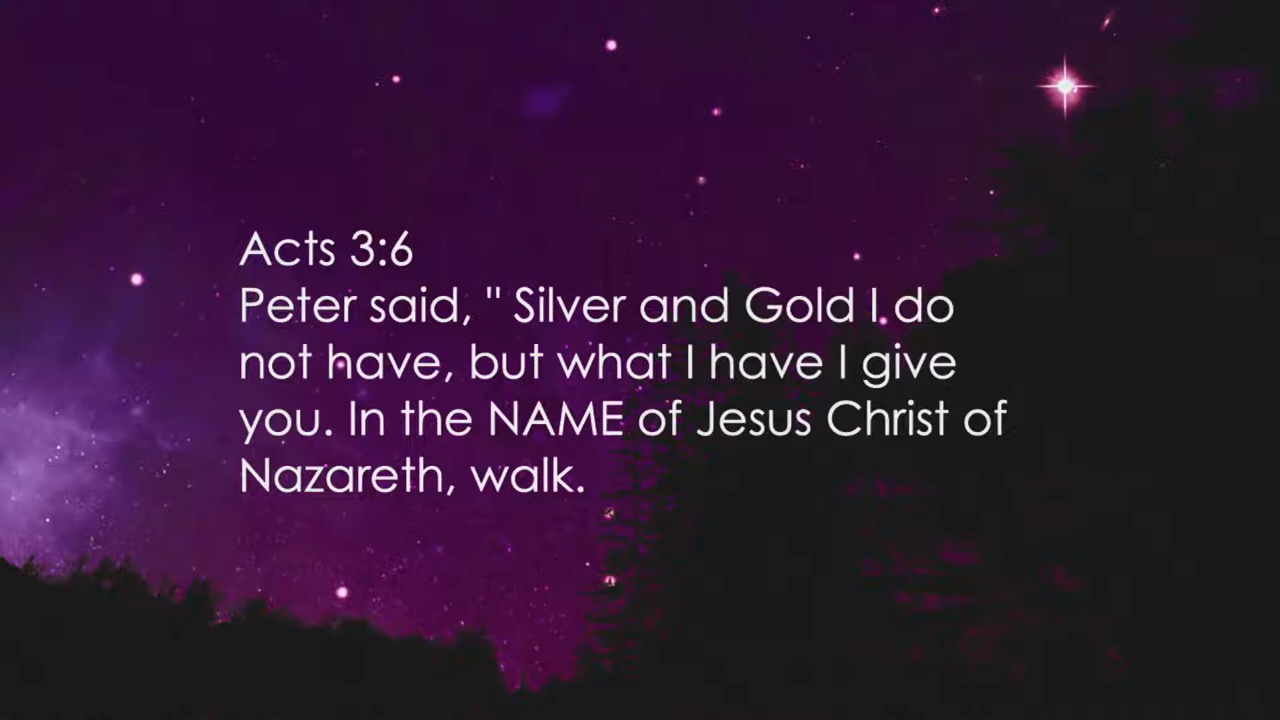 Acts 3:6
Peter said, " Silver and Gold I do
not have, but what I have I give
you. In the NAME of Jesus Christ of
Nazareth, walk.